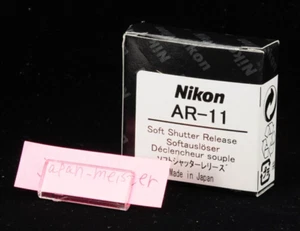 Nikon
AR-11
Soft Shutter Release
Softauslöser
Déclencheur souple
ソフトシャッターレリーズ
Made in Japan
Japan-meister